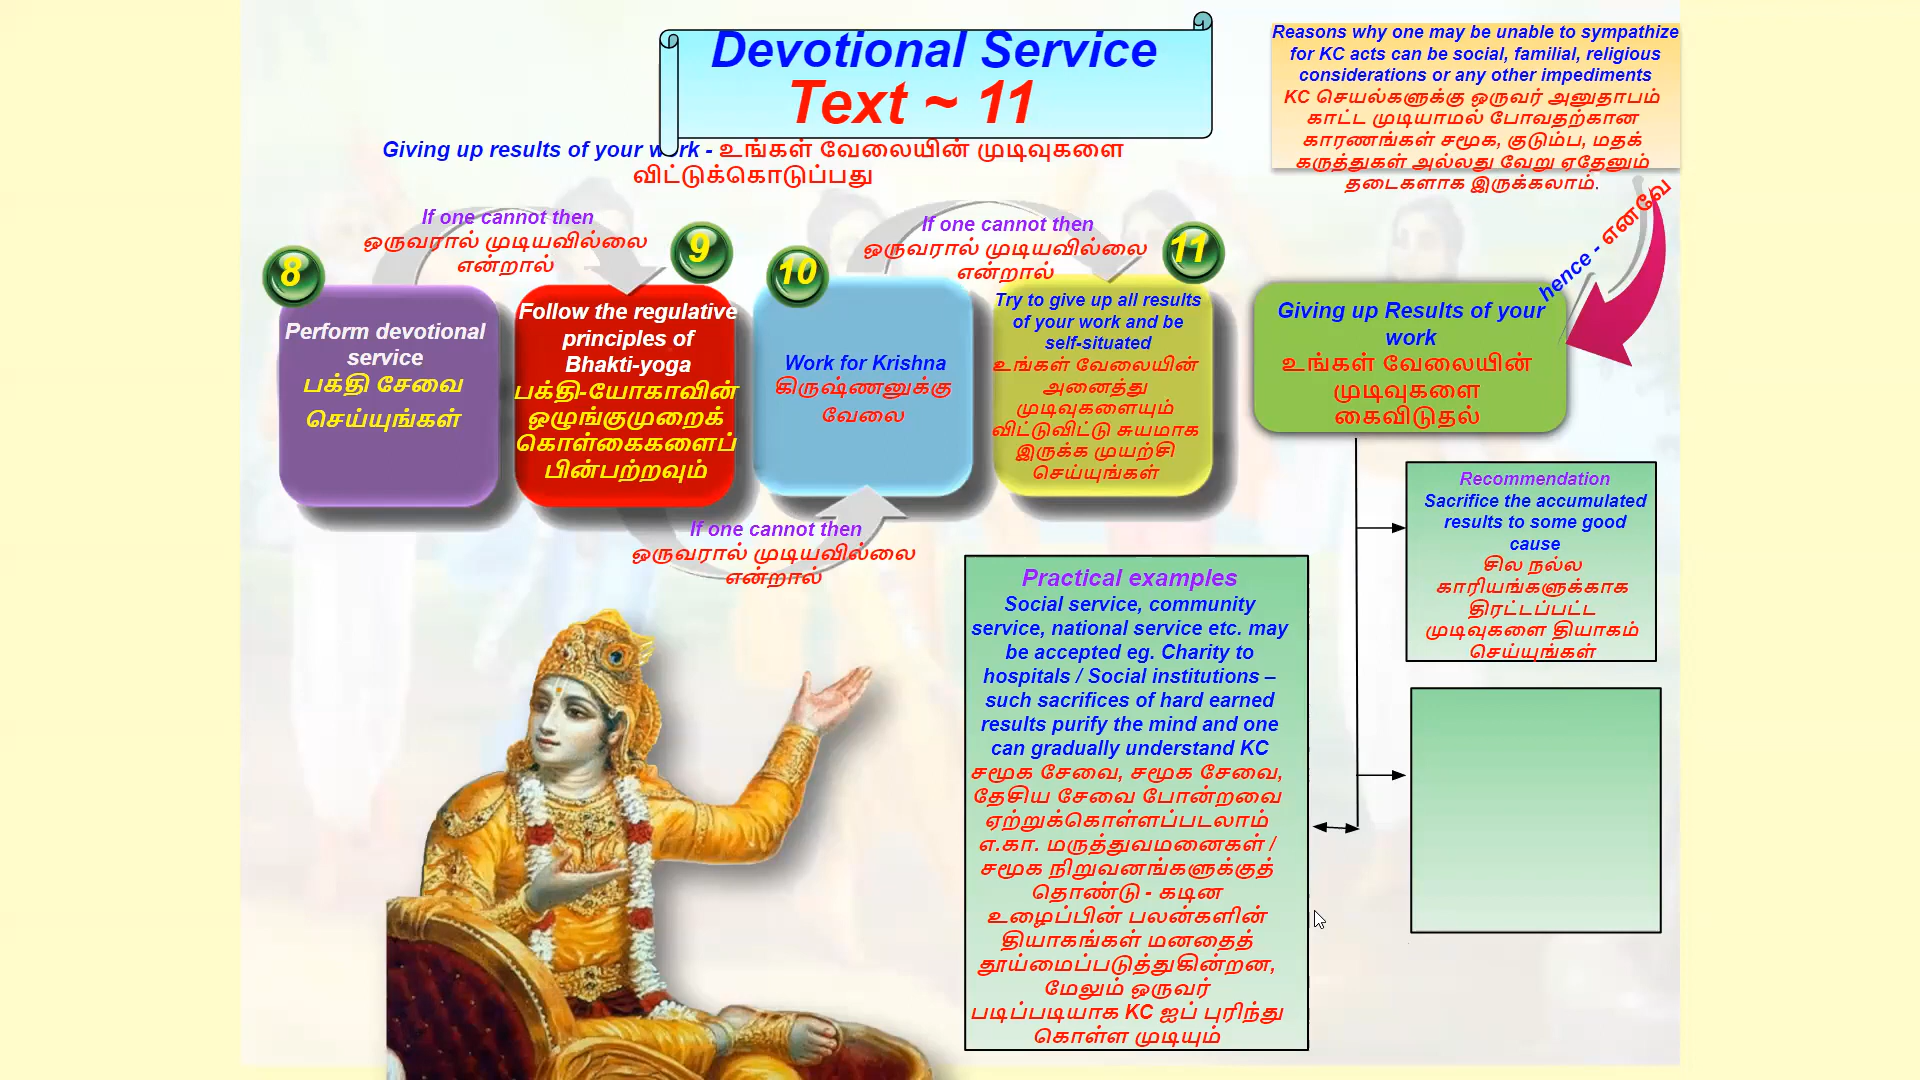 Devotional Service
Text ~ 11
Giving up results of your work - உங்கள் வேலையின் முடிவுகளை
விட்டுக்கொடுப்பது
Reasons why one may be unable to sympathize
for KC acts can be social, familial, religious
considerations or any other impediments
KC செயல்களுக்கு ஒருவர் அனுதாபம்
காட்ட முடியாமல் போவதற்கான
காரணங்கள் சமூக, குடும்ப, மதக்
கருத்துகள் அல்லது வேறு ஏதேனும்
தடைகளாக இருக்கலாம்.
hence - எனவே
If one cannot then
ஒருவரால் முடியவில்லை
என்றால்
If one cannot then
ஒருவரால் முடியவில்லை
என்றால்
8
Perform devotional
service
பக்தி சேவை
செய்யுங்கள்
9
Follow the regulative
principles of
Bhakti-yoga
பக்தி-யோகாவின்
ஒழுங்குமுறைக்
கொள்கைகளைப்
பின்பற்றவும்
10
Work for Krishna
கிருஷ்ணனுக்கு
வேலை
11
Try to give up all results
of your work and be
self-situated
உங்கள் வேலையின்
அனைத்து
முடிவுகளையும்
விட்டுவிட்டு சுயமாக
இருக்க முயற்சி
செய்யுங்கள்
Giving up Results of your
work
உங்கள் வேலையின்
முடிவுகளை
கைவிடுதல்
If one cannot then
ஒருவரால் முடியவில்லை
என்றால்
Recommendation
Sacrifice the accumulated
results to some good
cause
சில நல்ல
காரியங்களுக்காக
திரட்டப்பட்ட
முடிவுகளை தியாகம்
செய்யுங்கள்
Practical examples
Social service, community
service, national service etc. may
be accepted eg. Charity to
hospitals / Social institutions –
such sacrifices of hard earned
results purify the mind and one
can gradually understand KC
சமூக சேவை, சமூக சேவை,
தேசிய சேவை போன்றவை
ஏற்றுக்கொள்ளப்படலாம்
எ.கா. மருத்துவமனைகள் /
சமூக நிறுவனங்களுக்குத்
தொண்டு - கடின
உழைப்பின் பலன்களின்
தியாகங்கள் மனதைத்
தூய்மைப்படுத்துகின்றன,
மேலும் ஒருவர்
படிப்படியாக KC ஐப் புரிந்து
கொள்ள முடியும்